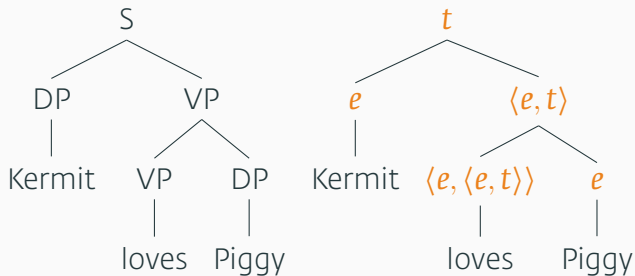 S t
DP VP e ⟨e, t⟩
Kermit VP DP Kermit ⟨e, ⟨e, t⟩⟩ e
loves Piggy loves Piggy